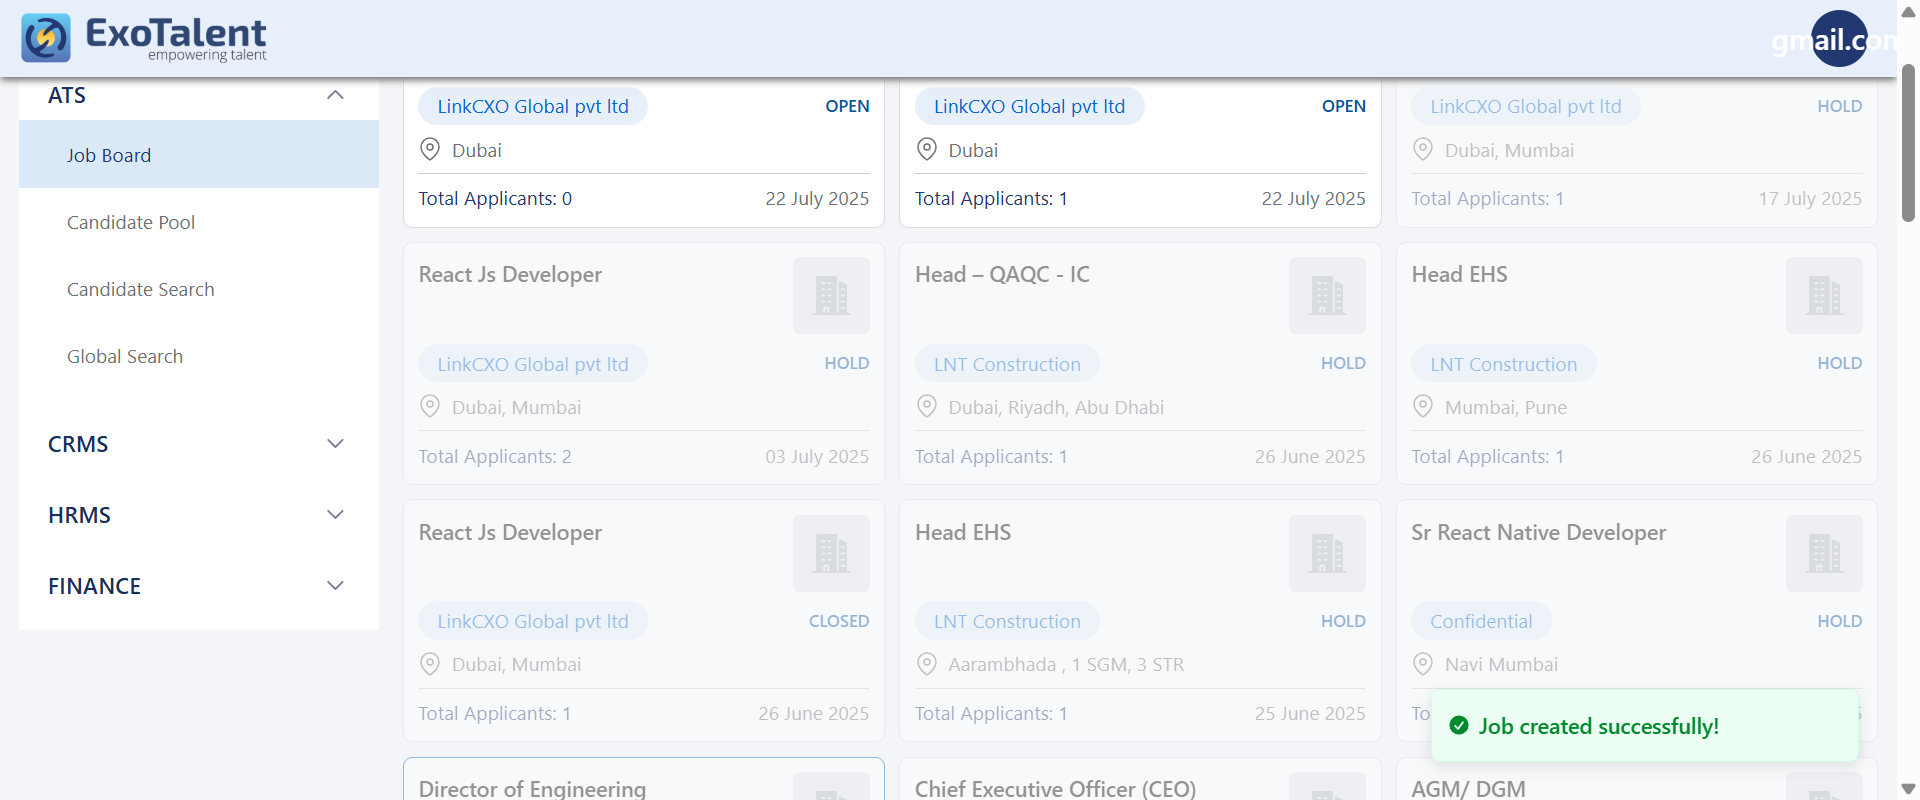 ExoTalent
empowering talent
gmail.com
ATS
Job Board
Candidate Pool
Candidate Search
Global Search
CRMS
HRMS
FINANCE
LinkCXO Global pvt ltd OPEN
Dubai
Total Applicants: 0 22 July 2025
LinkCXO Global pvt ltd OPEN
Dubai
Total Applicants: 1 22 July 2025
LinkCXO Global pvt ltd HOLD
Dubai, Mumbai
Total Applicants: 1 17 July 2025
React Js Developer
LinkCXO Global pvt ltd HOLD
Dubai, Mumbai
Total Applicants: 2 03 July 2025
Head – QAQC - IC
LNT Construction HOLD
Dubai, Riyadh, Abu Dhabi
Total Applicants: 1 26 June 2025
Head EHS
LNT Construction HOLD
Mumbai, Pune
Total Applicants: 1 26 June 2025
React Js Developer
LinkCXO Global pvt ltd CLOSED
Dubai, Mumbai
Total Applicants: 1 26 June 2025
Head EHS
LNT Construction HOLD
Aarambhada , 1 SGM, 3 STR
Total Applicants: 1 25 June 2025
Sr React Native Developer
Confidential HOLD
Navi Mumbai
Job created successfully!
Director of Engineering
Chief Executive Officer (CEO)
AGM/ DGM